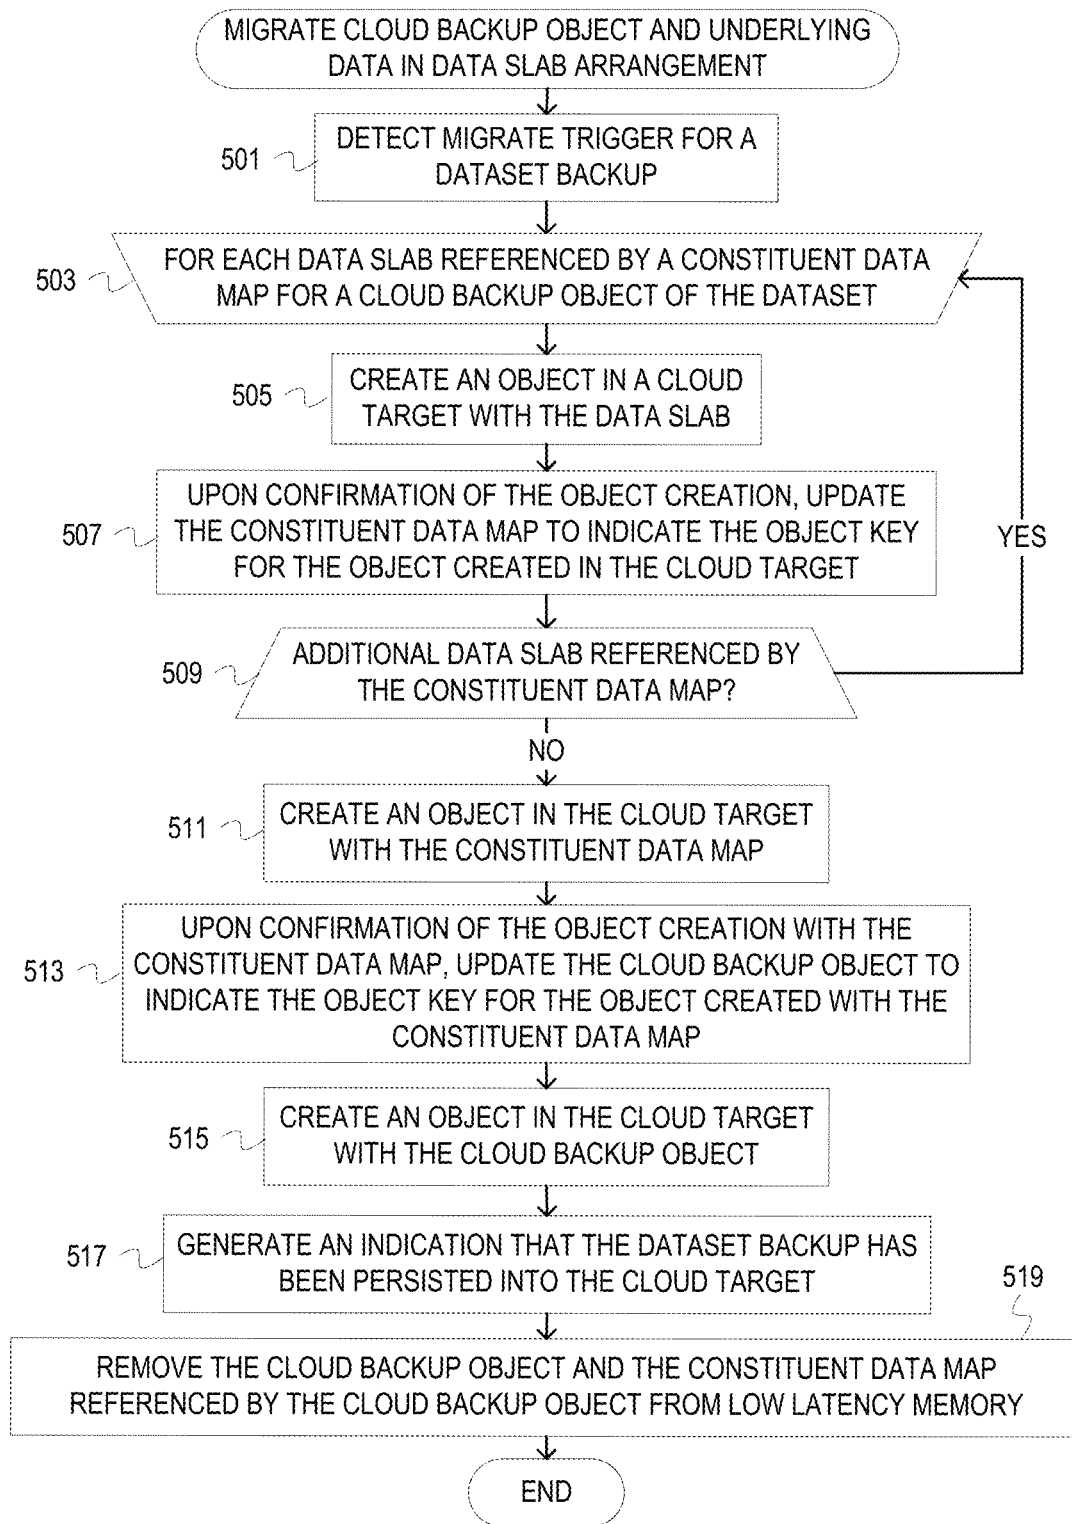 MIGRATE CLOUD BACKUP OBJECT AND UNDERLYING
DATA IN DATA SLAB ARRANGEMENT
501
DETECT MIGRATE TRIGGER FOR A
DATASET BACKUP
503
FOR EACH DATA SLAB REFERENCED BY A CONSTITUENT DATA
MAP FOR A CLOUD BACKUP OBJECT OF THE DATASET
505
CREATE AN OBJECT IN A CLOUD
TARGET WITH THE DATA SLAB
507
UPON CONFIRMATION OF THE OBJECT CREATION, UPDATE
THE CONSTITUENT DATA MAP TO INDICATE THE OBJECT KEY
FOR THE OBJECT CREATED IN THE CLOUD TARGET
YES
509
ADDITIONAL DATA SLAB REFERENCED BY
THE CONSTITUENT DATA MAP?
NO
511
CREATE AN OBJECT IN THE CLOUD TARGET
WITH THE CONSTITUENT DATA MAP
513
UPON CONFIRMATION OF THE OBJECT CREATION WITH THE
CONSTITUENT DATA MAP, UPDATE THE CLOUD BACKUP OBJECT TO
INDICATE THE OBJECT KEY FOR THE OBJECT CREATED WITH THE
CONSTITUENT DATA MAP
515
CREATE AN OBJECT IN THE CLOUD TARGET
WITH THE CLOUD BACKUP OBJECT
517
GENERATE AN INDICATION THAT THE DATASET BACKUP HAS
BEEN PERSISTED INTO THE CLOUD TARGET
519
REMOVE THE CLOUD BACKUP OBJECT AND THE CONSTITUENT DATA MAP
REFERENCED BY THE CLOUD BACKUP OBJECT FROM LOW LATENCY MEMORY
END